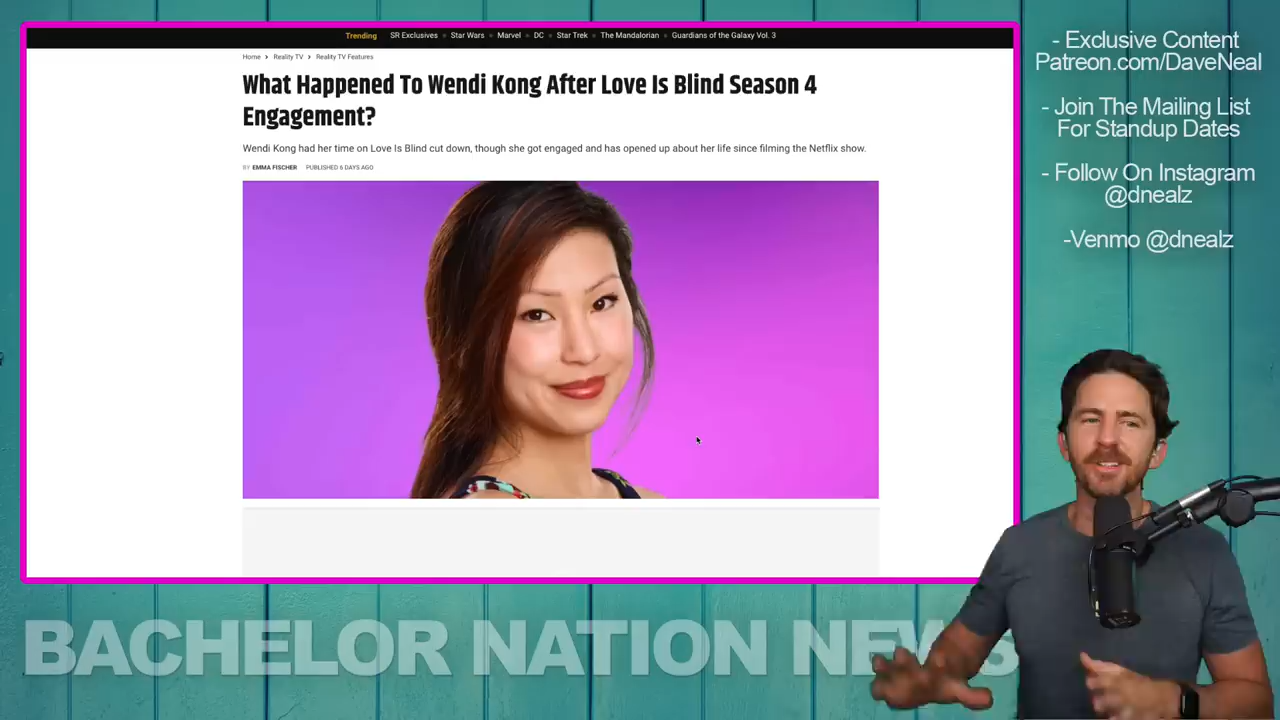 Trending SR Exclusives Star Wars Marvel DC Star Trek The Mandalorian Guardians of the Galaxy Vol. 3
Home > Reality TV > Reality TV Features
What Happened To Wendi Kong After Love Is Blind Season 4
Engagement?
Wendi Kong had her time on Love Is Blind cut down, though she got engaged and has opened up about her life since filming the Netflix show.
BY EMMA FISCHER PUBLISHED 6 DAYS AGO
- Exclusive Content
Patreon.com/DaveNeal
- Join The Mailing List
For Standup Dates
- Follow On Instagram
@dnealz
-Venmo @dnealz
BACHELOR NATION NEWS